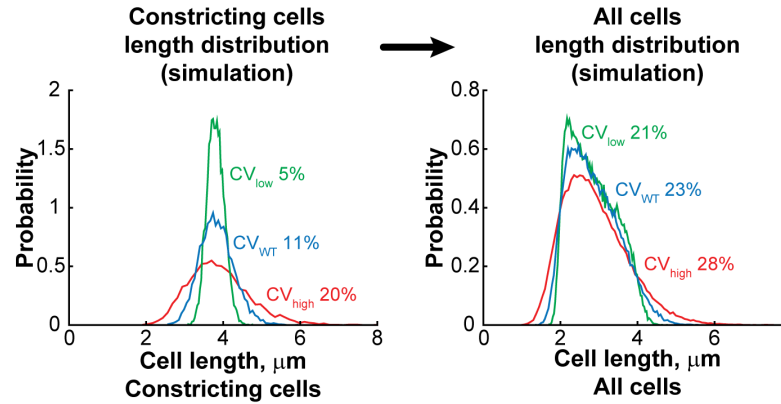 Constricting cells
length distribution
(simulation)
2
1.5
1
0.5
0
Probability
CVlow 5%
CVWT 11%
CVhigh 20%
0 2 4 6 8
Cell length, μm
Constricting cells
All cells
length distribution
(simulation)
0.8
0.6
0.4
0.2
0
Probability
CVlow 21%
CVWT 23%
CVhigh 28%
0 2 4 6
Cell length, μm
All cells